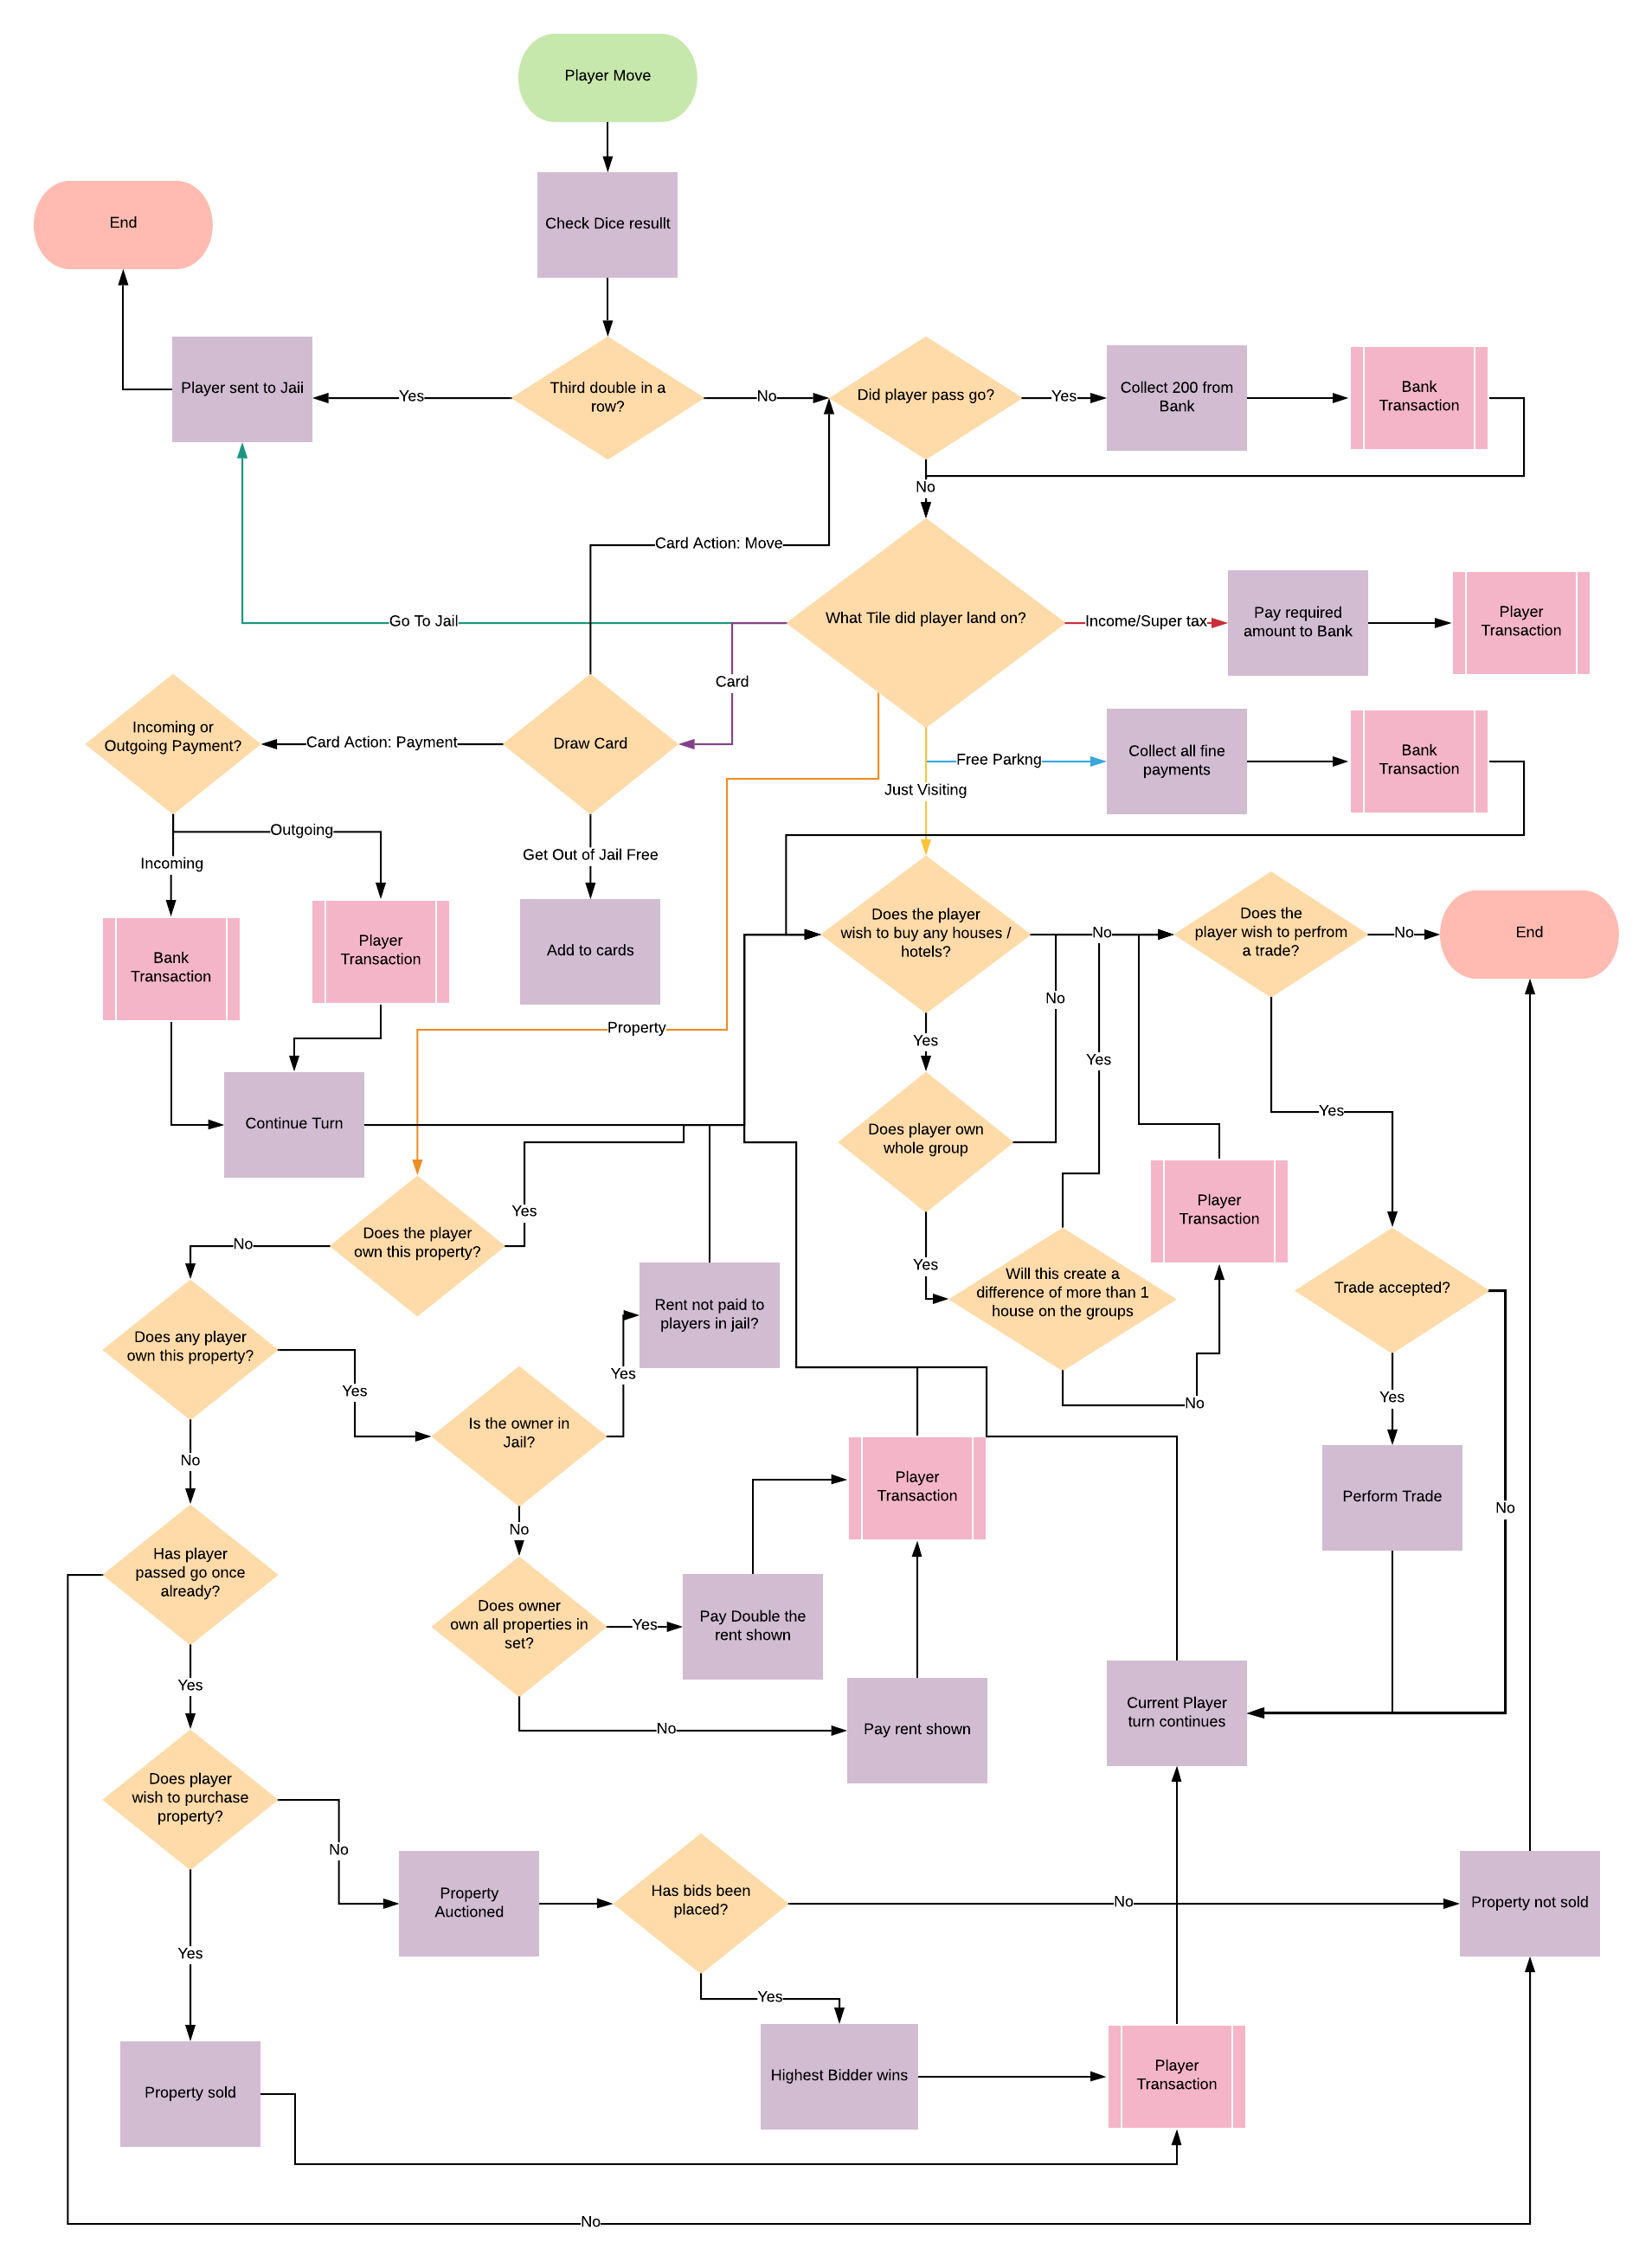 Player Move
Check Dice resullt
End
Player sent to Jaii
Yes
Third double in a
row?
No
Did player pass go?
Yes
Collect 200 from
Bank
Bank
Transaction
No
Card Action: Move
Go To Jail
What Tile did player land on?
Income/Super tax
Pay required
amount to Bank
Player
Transaction
Card
Incoming or
Outgoing Payment?
Card Action: Payment
Draw Card
Free Parkng
Collect all fine
payments
Bank
Transaction
Just Visiting
Outgoing
Incoming
Get Out of Jail Free
Bank
Transaction
Player
Transaction
Add to cards
Does the player
wish to buy any houses /
hotels?
No
Does the
player wish to perfrom
a trade?
No
End
No
Property
Yes
Yes
Yes
Continue Turn
Does player own
whole group
Player
Transaction
Yes
Does the player
own this property?
No
Yes
Rent not paid to
players in jail?
Will this create a
difference of more than 1
house on the groups
Trade accepted?
Does any player
own this property?
Yes
Yes
No
Yes
Is the owner in
Jail?
No
Player
Transaction
Perform Trade
No
No
Has player
passed go once
already?
Does owner
own all properties in
set?
Yes
Pay Double the
rent shown
Yes
No
Pay rent shown
Current Player
turn continues
Does player
wish to purchase
property?
No
Property
Auctioned
Has bids been
placed?
No
Property not sold
Yes
Yes
Highest Bidder wins
Player
Transaction
Property sold
No